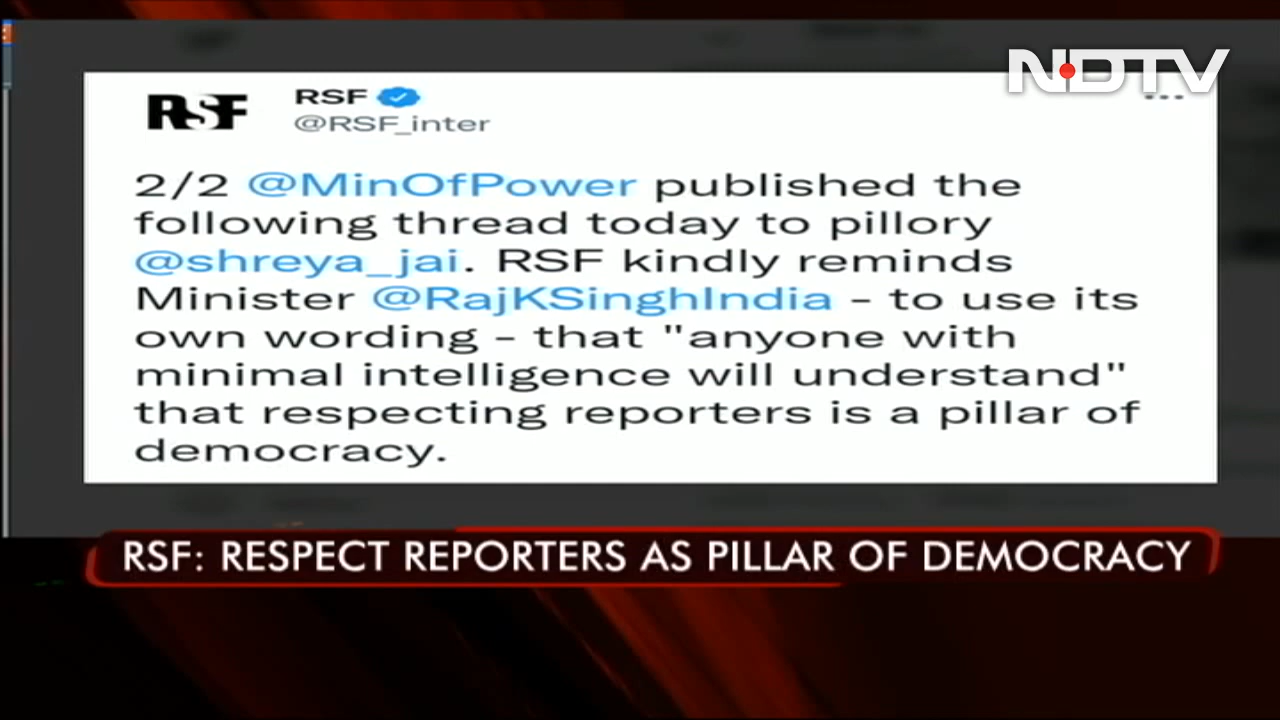 NDTV
RSF RSF
@RSF_inter
2/2 @MinOfPower published the
following thread today to pillory
@shreya_jai. RSF kindly reminds
Minister @RajKSinghIndia - to use its
own wording - that "anyone with
minimal intelligence will understand"
that respecting reporters is a pillar of
democracy.
RSF: RESPECT REPORTERS AS PILLAR OF DEMOCRACY